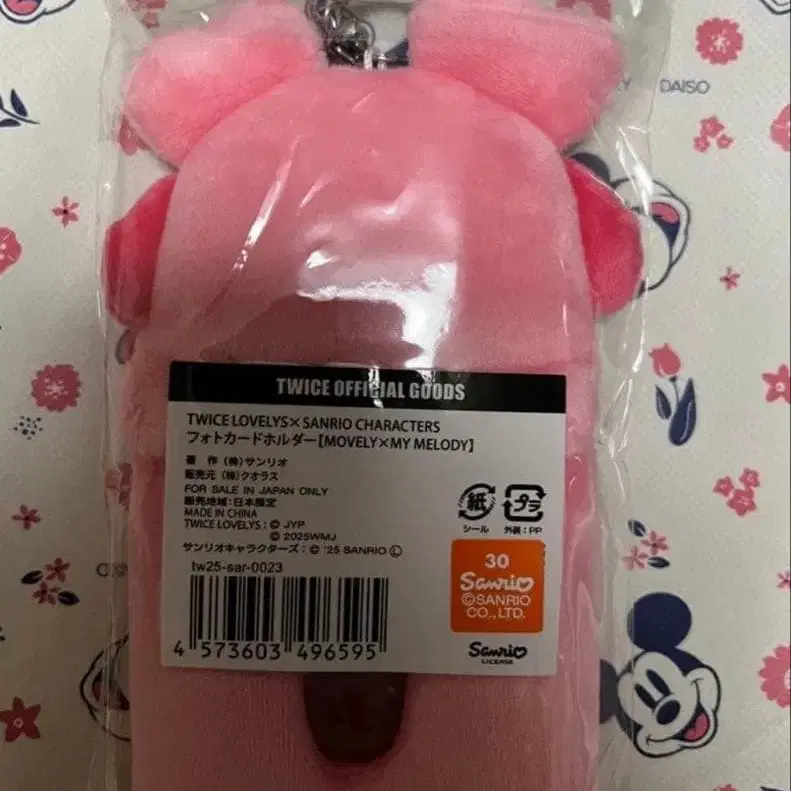 DAISO
TWICE OFFICIAL GOODS
TWICE LOVELYS×SANRIO CHARACTERS
フォトカードホルダー【MOVELY×MY MELODY】
著 作 (株)サンリオ
販売元 (株)クオラス
FOR SALE IN JAPAN ONLY
販売地域:日本限定
MADE IN CHINA
TWICE LOVELYS:© JYP
© 2025WMJ
サンリオキャラクターズ:© '25 SANRIO Ⓛ
紙
シール
プラ
外装:PP
tw25-sar-0023
4 573603 496595
30
Sanrio
©SANRIO
CO.,LTD.
Sanrio
LICENSE